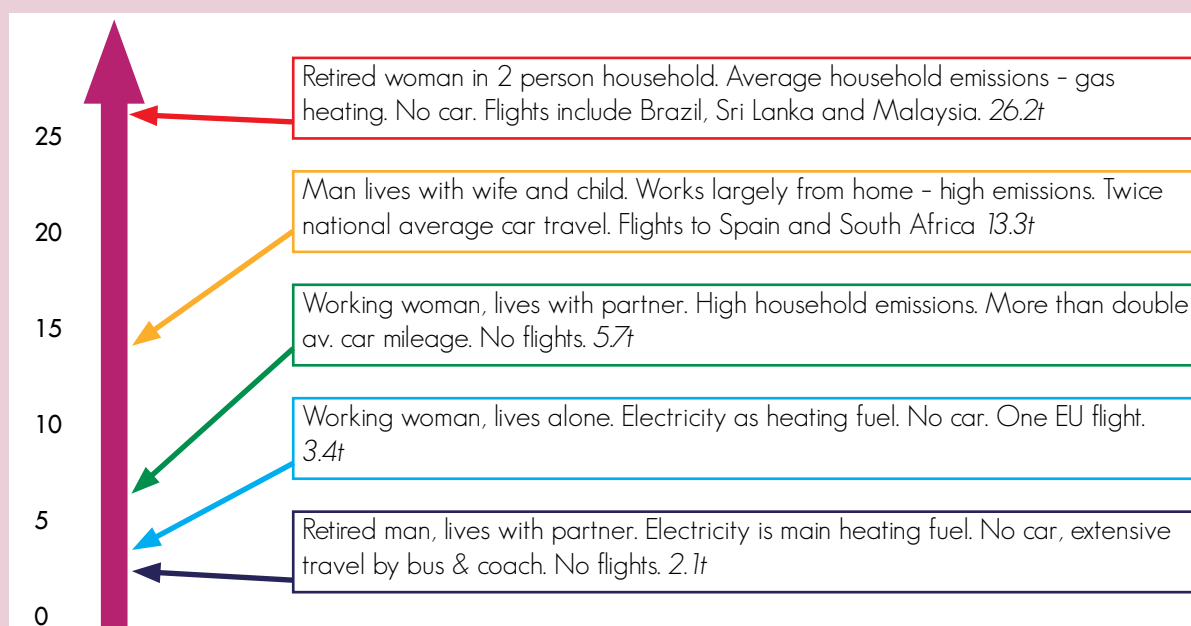 Retired woman in 2 person household. Average household emissions – gas
heating. No car. Flights include Brazil, Sri Lanka and Malaysia. 26.2t
25
Man lives with wife and child. Works largely from home – high emissions. Twice
national average car travel. Flights to Spain and South Africa 13.3t
20
Working woman, lives with partner. High household emissions. More than double
15
av. car mileage. No flights. 5.7t
10
Working woman, lives alone. Electricity as heating fuel. No car. One EU flight.
3.4t
5
Retired man, lives with partner. Electricity is main heating fuel. No car, extensive
travel by bus & coach. No flights. 2.1t
0